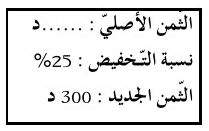 الثّمن الأصليّ : ......د
نسبة التّخفيض : 25%
الثّمن الجديد : 300 د